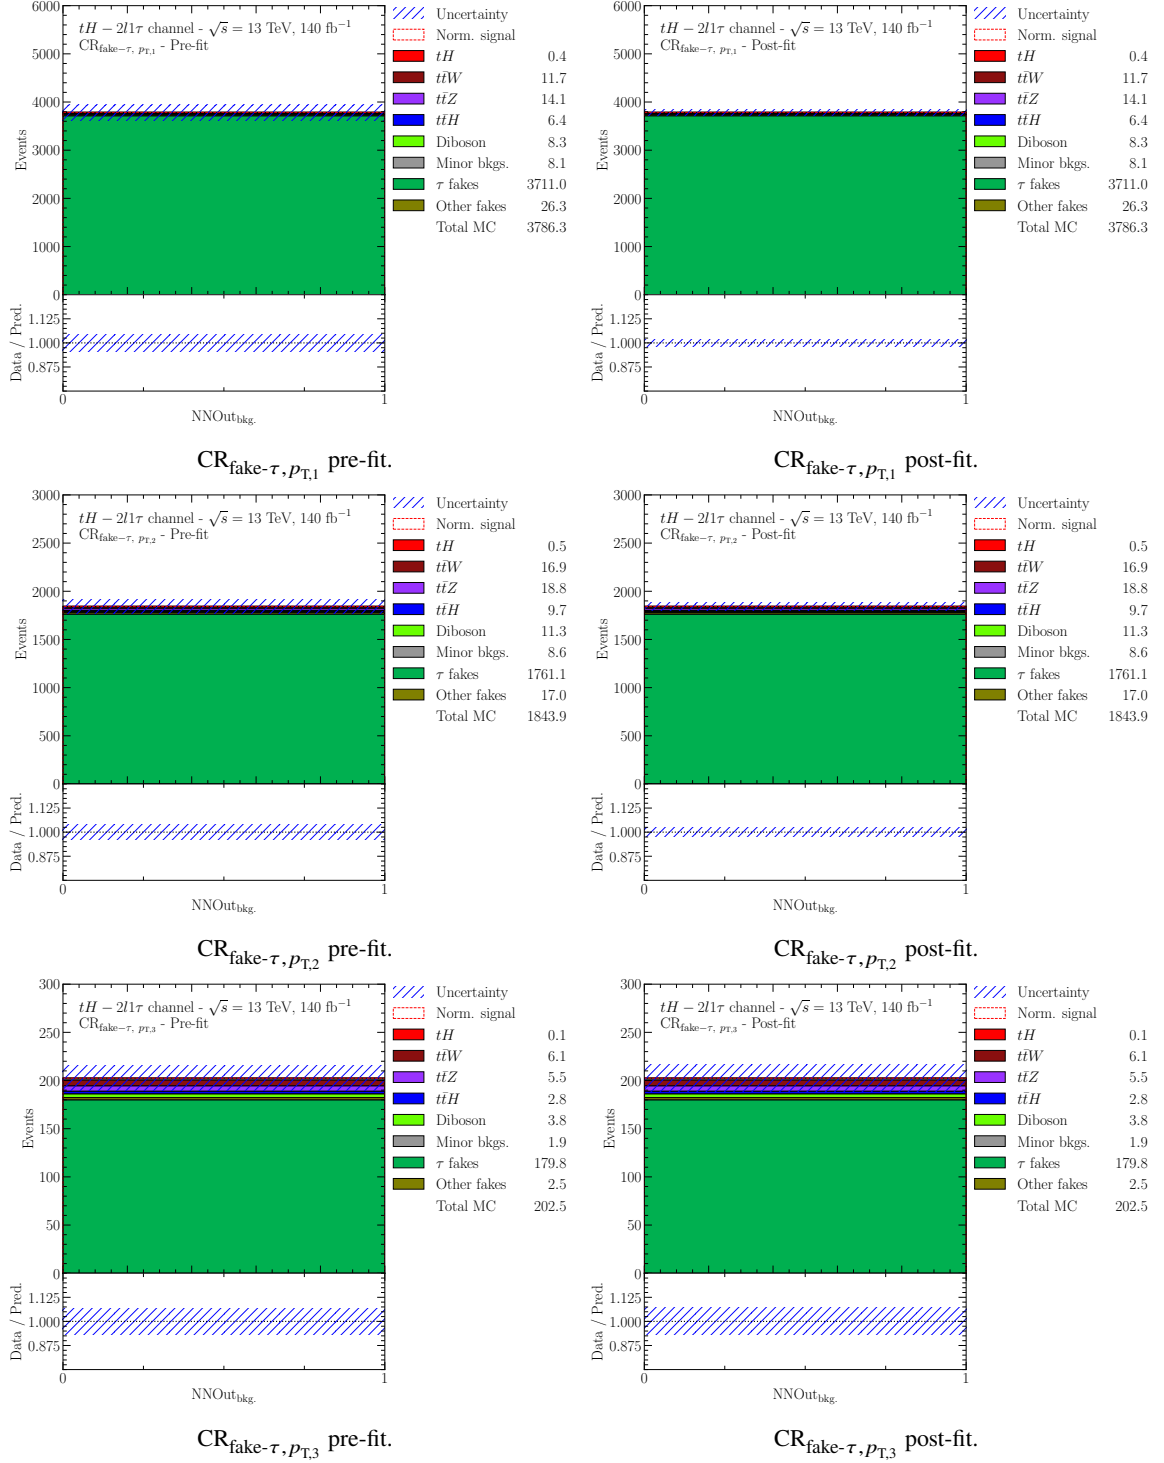 tH − 2l1τ channel - √s = 13 TeV, 140 fb⁻¹
CR_fake-τ, p_T,1 - Pre-fit
Events
6000
5000
4000
3000
2000
1000
0
Uncertainty
Norm. signal
tH 0.4
tt̄W 11.7
tt̄Z 14.1
tt̄H 6.4
Diboson 8.3
Minor bkgs. 8.1
τ fakes 3711.0
Other fakes 26.3
Total MC 3786.3
Data / Pred.
1.125
1.000
0.875
0 1
NNOut_bkg.
CR_fake-τ, p_T,1 pre-fit.
tH − 2l1τ channel - √s = 13 TeV, 140 fb⁻¹
CR_fake-τ, p_T,1 - Post-fit
Events
6000
5000
4000
3000
2000
1000
0
Uncertainty
Norm. signal
tH 0.4
tt̄W 11.7
tt̄Z 14.1
tt̄H 6.4
Diboson 8.3
Minor bkgs. 8.1
τ fakes 3711.0
Other fakes 26.3
Total MC 3786.3
Data / Pred.
1.125
1.000
0.875
0 1
NNOut_bkg.
CR_fake-τ, p_T,1 post-fit.
tH − 2l1τ channel - √s = 13 TeV, 140 fb⁻¹
CR_fake-τ, p_T,2 - Pre-fit
Events
3000
2500
2000
1500
1000
500
0
Uncertainty
Norm. signal
tH 0.5
tt̄W 16.9
tt̄Z 18.8
tt̄H 9.7
Diboson 11.3
Minor bkgs. 8.6
τ fakes 1761.1
Other fakes 17.0
Total MC 1843.9
Data / Pred.
1.125
1.000
0.875
0 1
NNOut_bkg.
CR_fake-τ, p_T,2 pre-fit.
tH − 2l1τ channel - √s = 13 TeV, 140 fb⁻¹
CR_fake-τ, p_T,2 - Post-fit
Events
3000
2500
2000
1500
1000
500
0
Uncertainty
Norm. signal
tH 0.5
tt̄W 16.9
tt̄Z 18.8
tt̄H 9.7
Diboson 11.3
Minor bkgs. 8.6
τ fakes 1761.1
Other fakes 17.0
Total MC 1843.9
Data / Pred.
1.125
1.000
0.875
0 1
NNOut_bkg.
CR_fake-τ, p_T,2 post-fit.
tH − 2l1τ channel - √s = 13 TeV, 140 fb⁻¹
CR_fake-τ, p_T,3 - Pre-fit
Events
300
250
200
150
100
50
0
Uncertainty
Norm. signal
tH 0.1
tt̄W 6.1
tt̄Z 5.5
tt̄H 2.8
Diboson 3.8
Minor bkgs. 1.9
τ fakes 179.8
Other fakes 2.5
Total MC 202.5
Data / Pred.
1.125
1.000
0.875
0 1
NNOut_bkg.
CR_fake-τ, p_T,3 pre-fit.
tH − 2l1τ channel - √s = 13 TeV, 140 fb⁻¹
CR_fake-τ, p_T,3 - Post-fit
Events
300
250
200
150
100
50
0
Uncertainty
Norm. signal
tH 0.1
tt̄W 6.1
tt̄Z 5.5
tt̄H 2.8
Diboson 3.8
Minor bkgs. 1.9
τ fakes 179.8
Other fakes 2.5
Total MC 202.5
Data / Pred.
1.125
1.000
0.875
0 1
NNOut_bkg.
CR_fake-τ, p_T,3 post-fit.